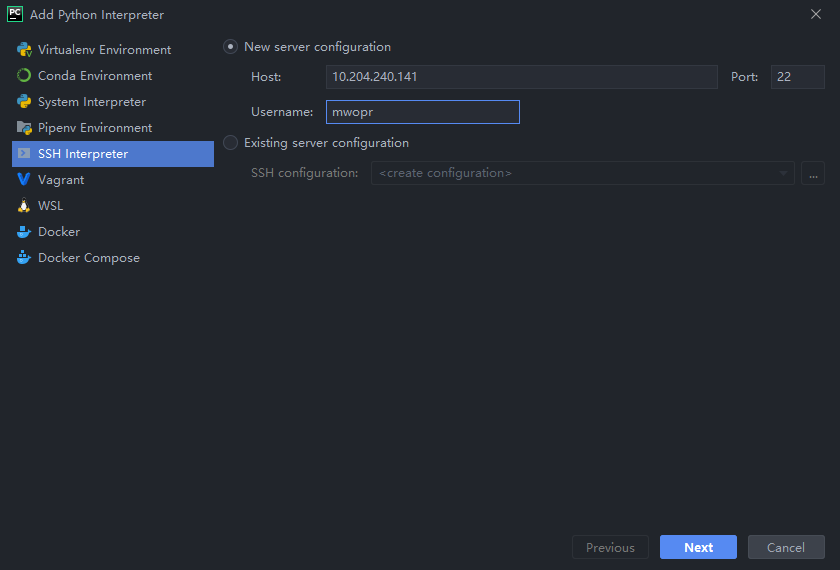 PC Add Python Interpreter
Virtualenv Environment
Conda Environment
System Interpreter
Pipenv Environment
SSH Interpreter
Vagrant
WSL
Docker
Docker Compose
New server configuration
Host: 10.204.240.141 Port: 22
Username: mwopr
Existing server configuration
SSH configuration: <create configuration> ...
Previous Next Cancel